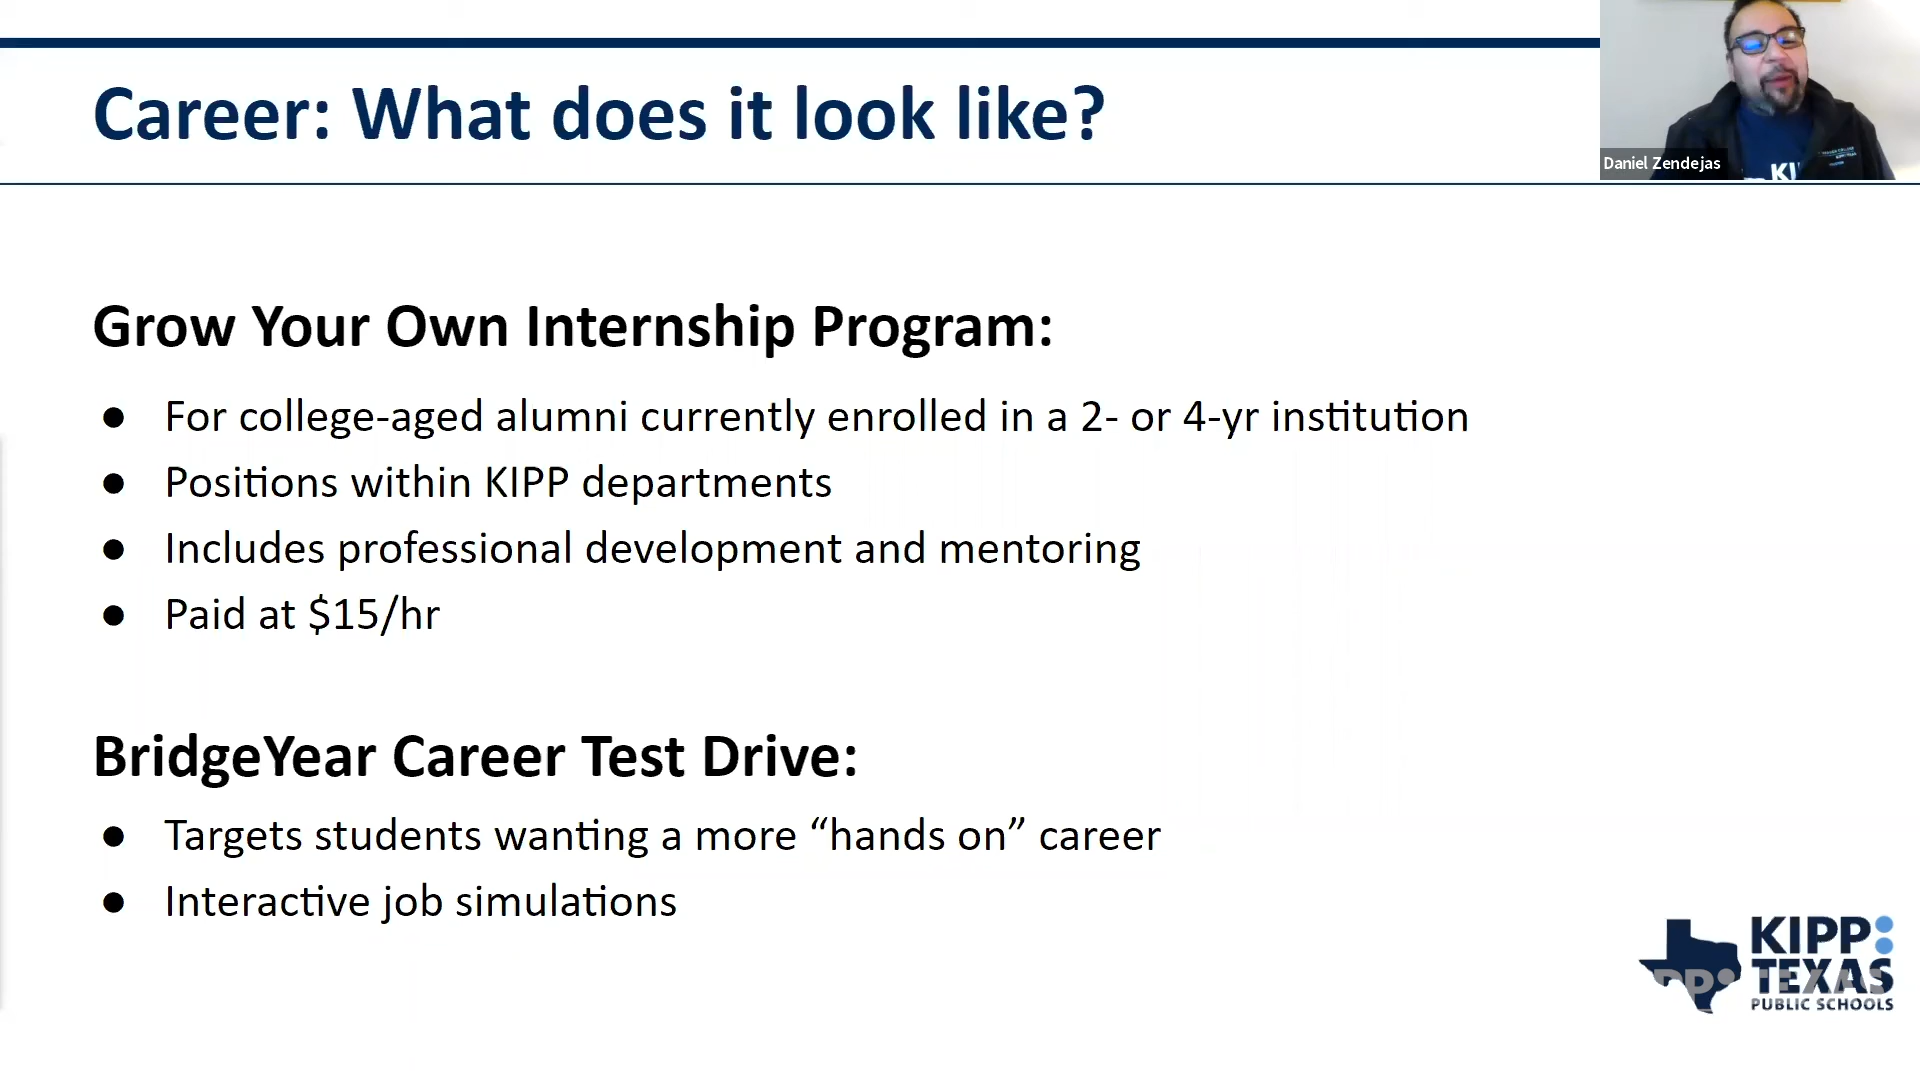 Career: What does it look like?
Daniel Zendejas
KI
Grow Your Own Internship Program:
● For college-aged alumni currently enrolled in a 2- or 4-yr institution
● Positions within KIPP departments
● Includes professional development and mentoring
● Paid at $15/hr
BridgeYear Career Test Drive:
● Targets students wanting a more “hands on” career
● Interactive job simulations
KIPP:
TEXAS
PUBLIC SCHOOLS